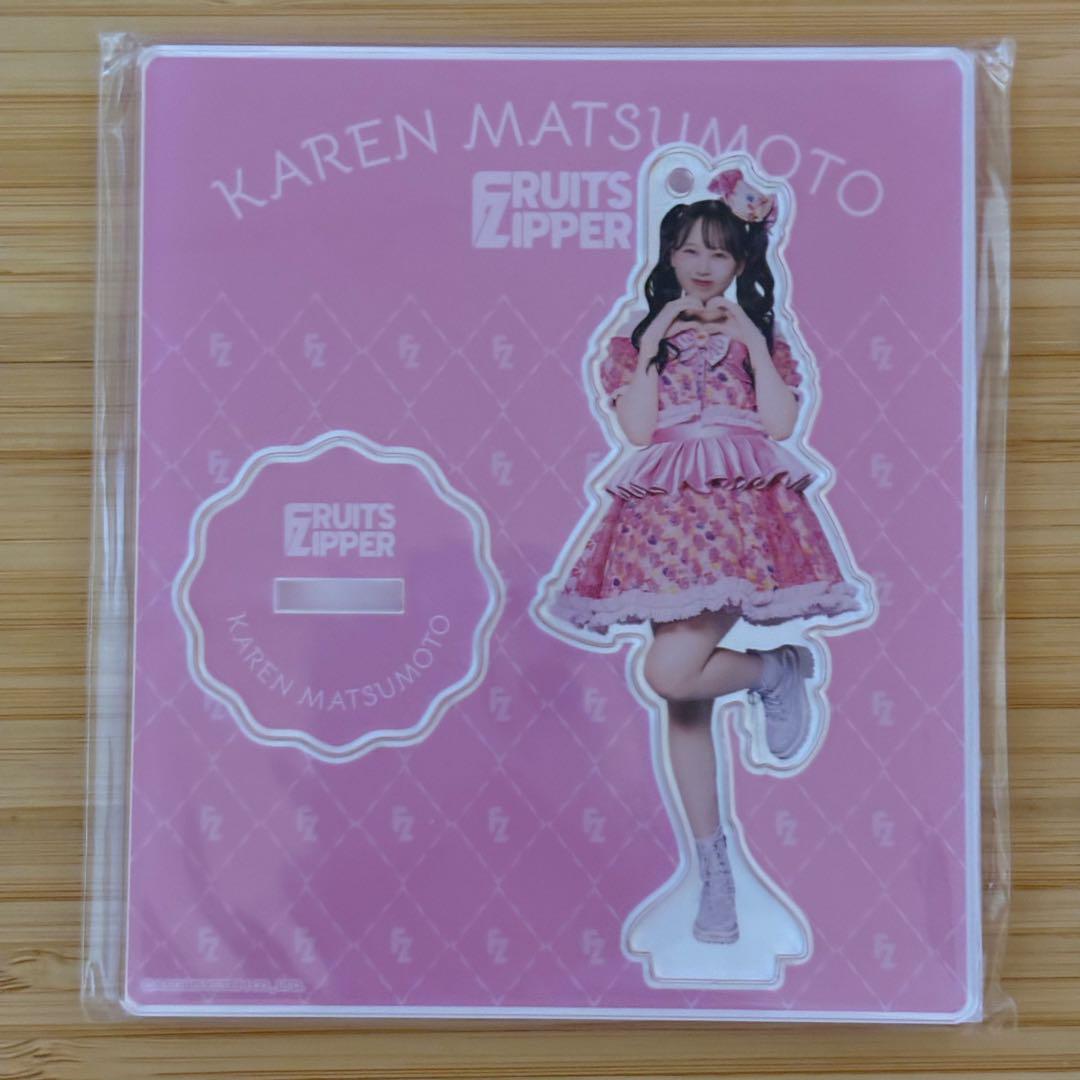 KAREN MATSUMOTO
FRUITS
ZIPPER
FRUITS
ZIPPER
KAREN MATSUMOTO